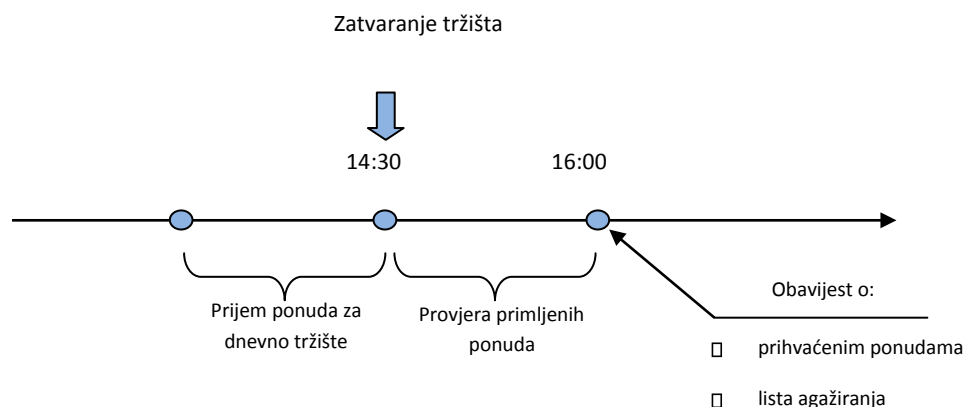 Zatvaranje tržišta
14:30
16:00
Prijem ponuda za
dnevno tržište
Provjera primljenih
ponuda
Obavijest o:
prihvaćenim ponudama
lista agažiranja